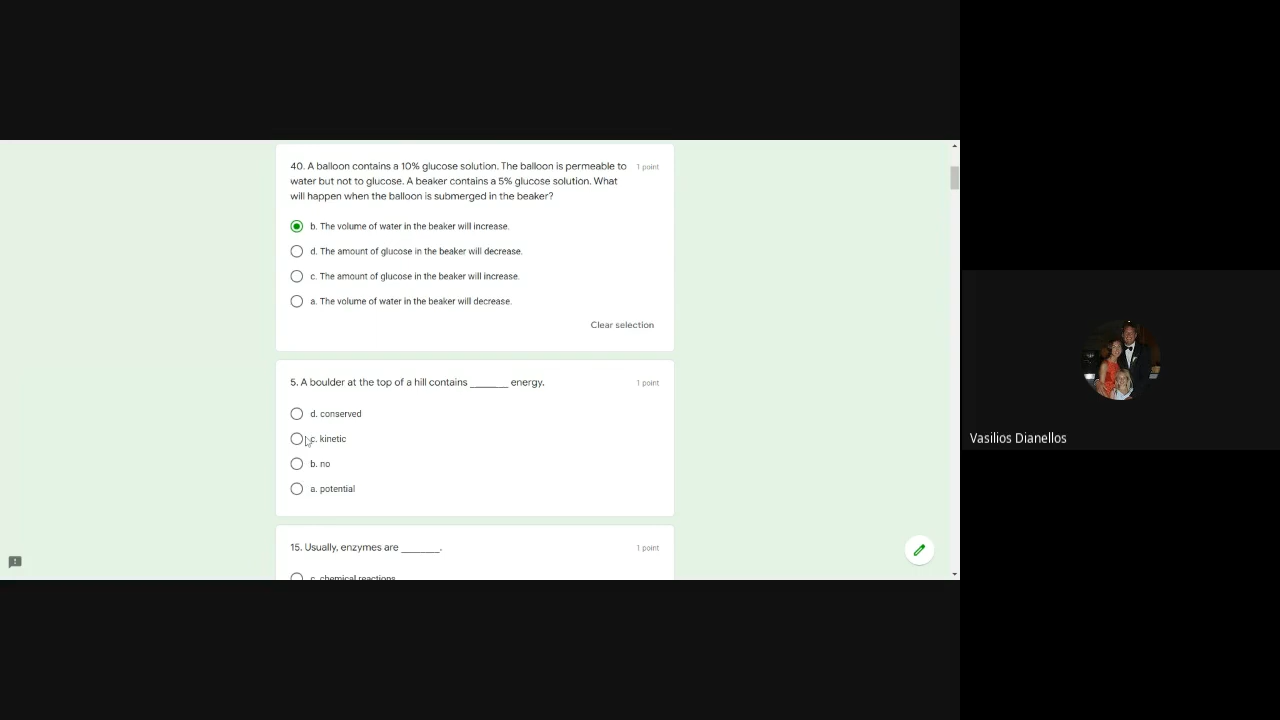 40. A balloon contains a 10% glucose solution. The balloon is permeable to
1 point
water but not to glucose. A beaker contains a 5% glucose solution. What
will happen when the balloon is submerged in the beaker?
b. The volume of water in the beaker will increase.
d. The amount of glucose in the beaker will decrease.
c. The amount of glucose in the beaker will increase.
a. The volume of water in the beaker will decrease.
Clear selection
5. A boulder at the top of a hill contains _______ energy.
1 point
d. conserved
c. kinetic
b. no
a. potential
15. Usually, enzymes are _______.
1 point
c. chemical reactions
Vasilios Dianellos